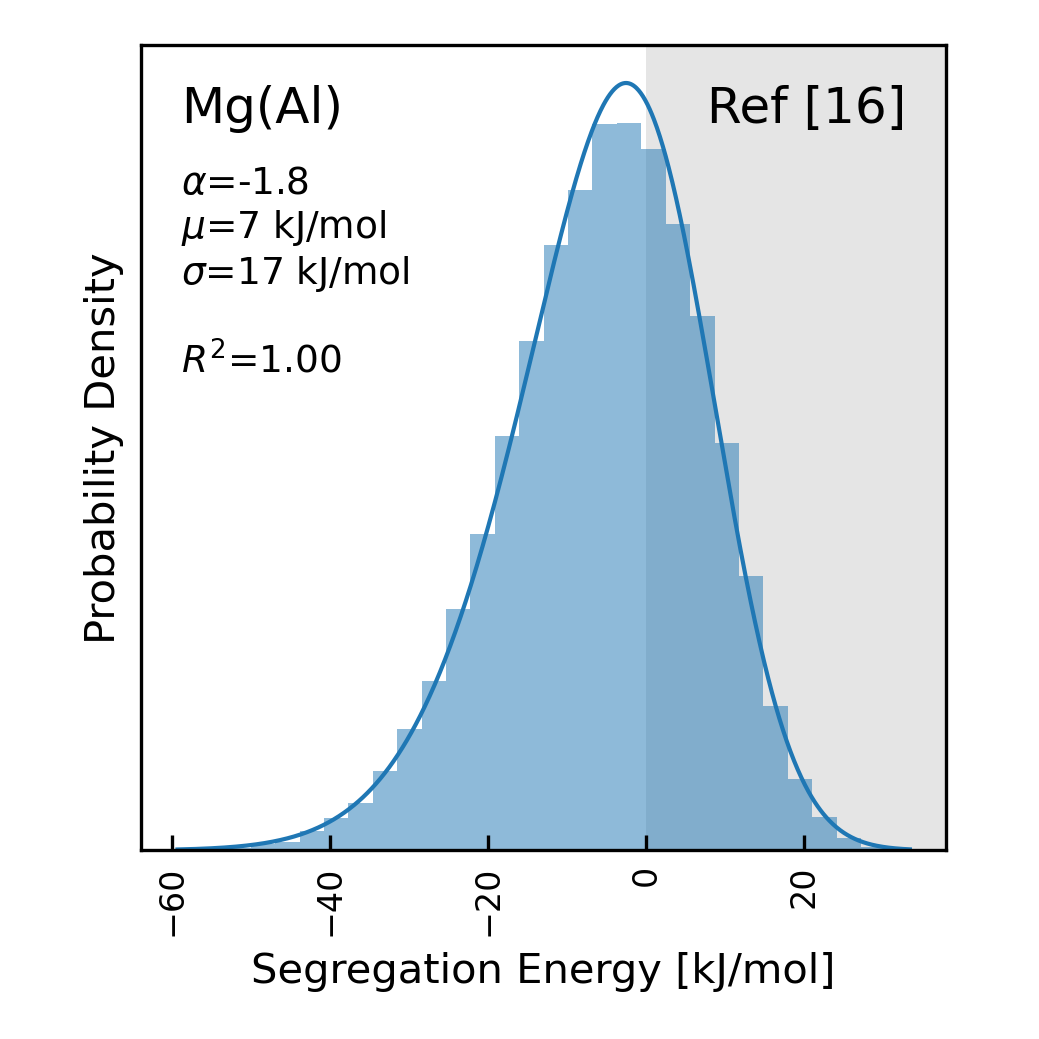 Mg(Al)
Ref [16]
α=-1.8
μ=7 kJ/mol
σ=17 kJ/mol
R²=1.00
Probability Density
−60
−40
−20
0
20
Segregation Energy [kJ/mol]